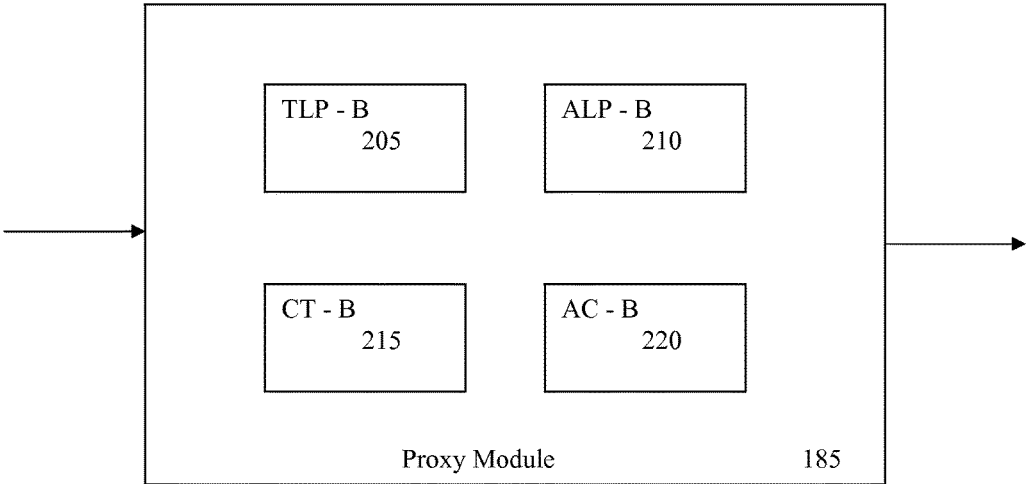 TLP - B
205
ALP - B
210
CT - B
215
AC - B
220
Proxy Module 185